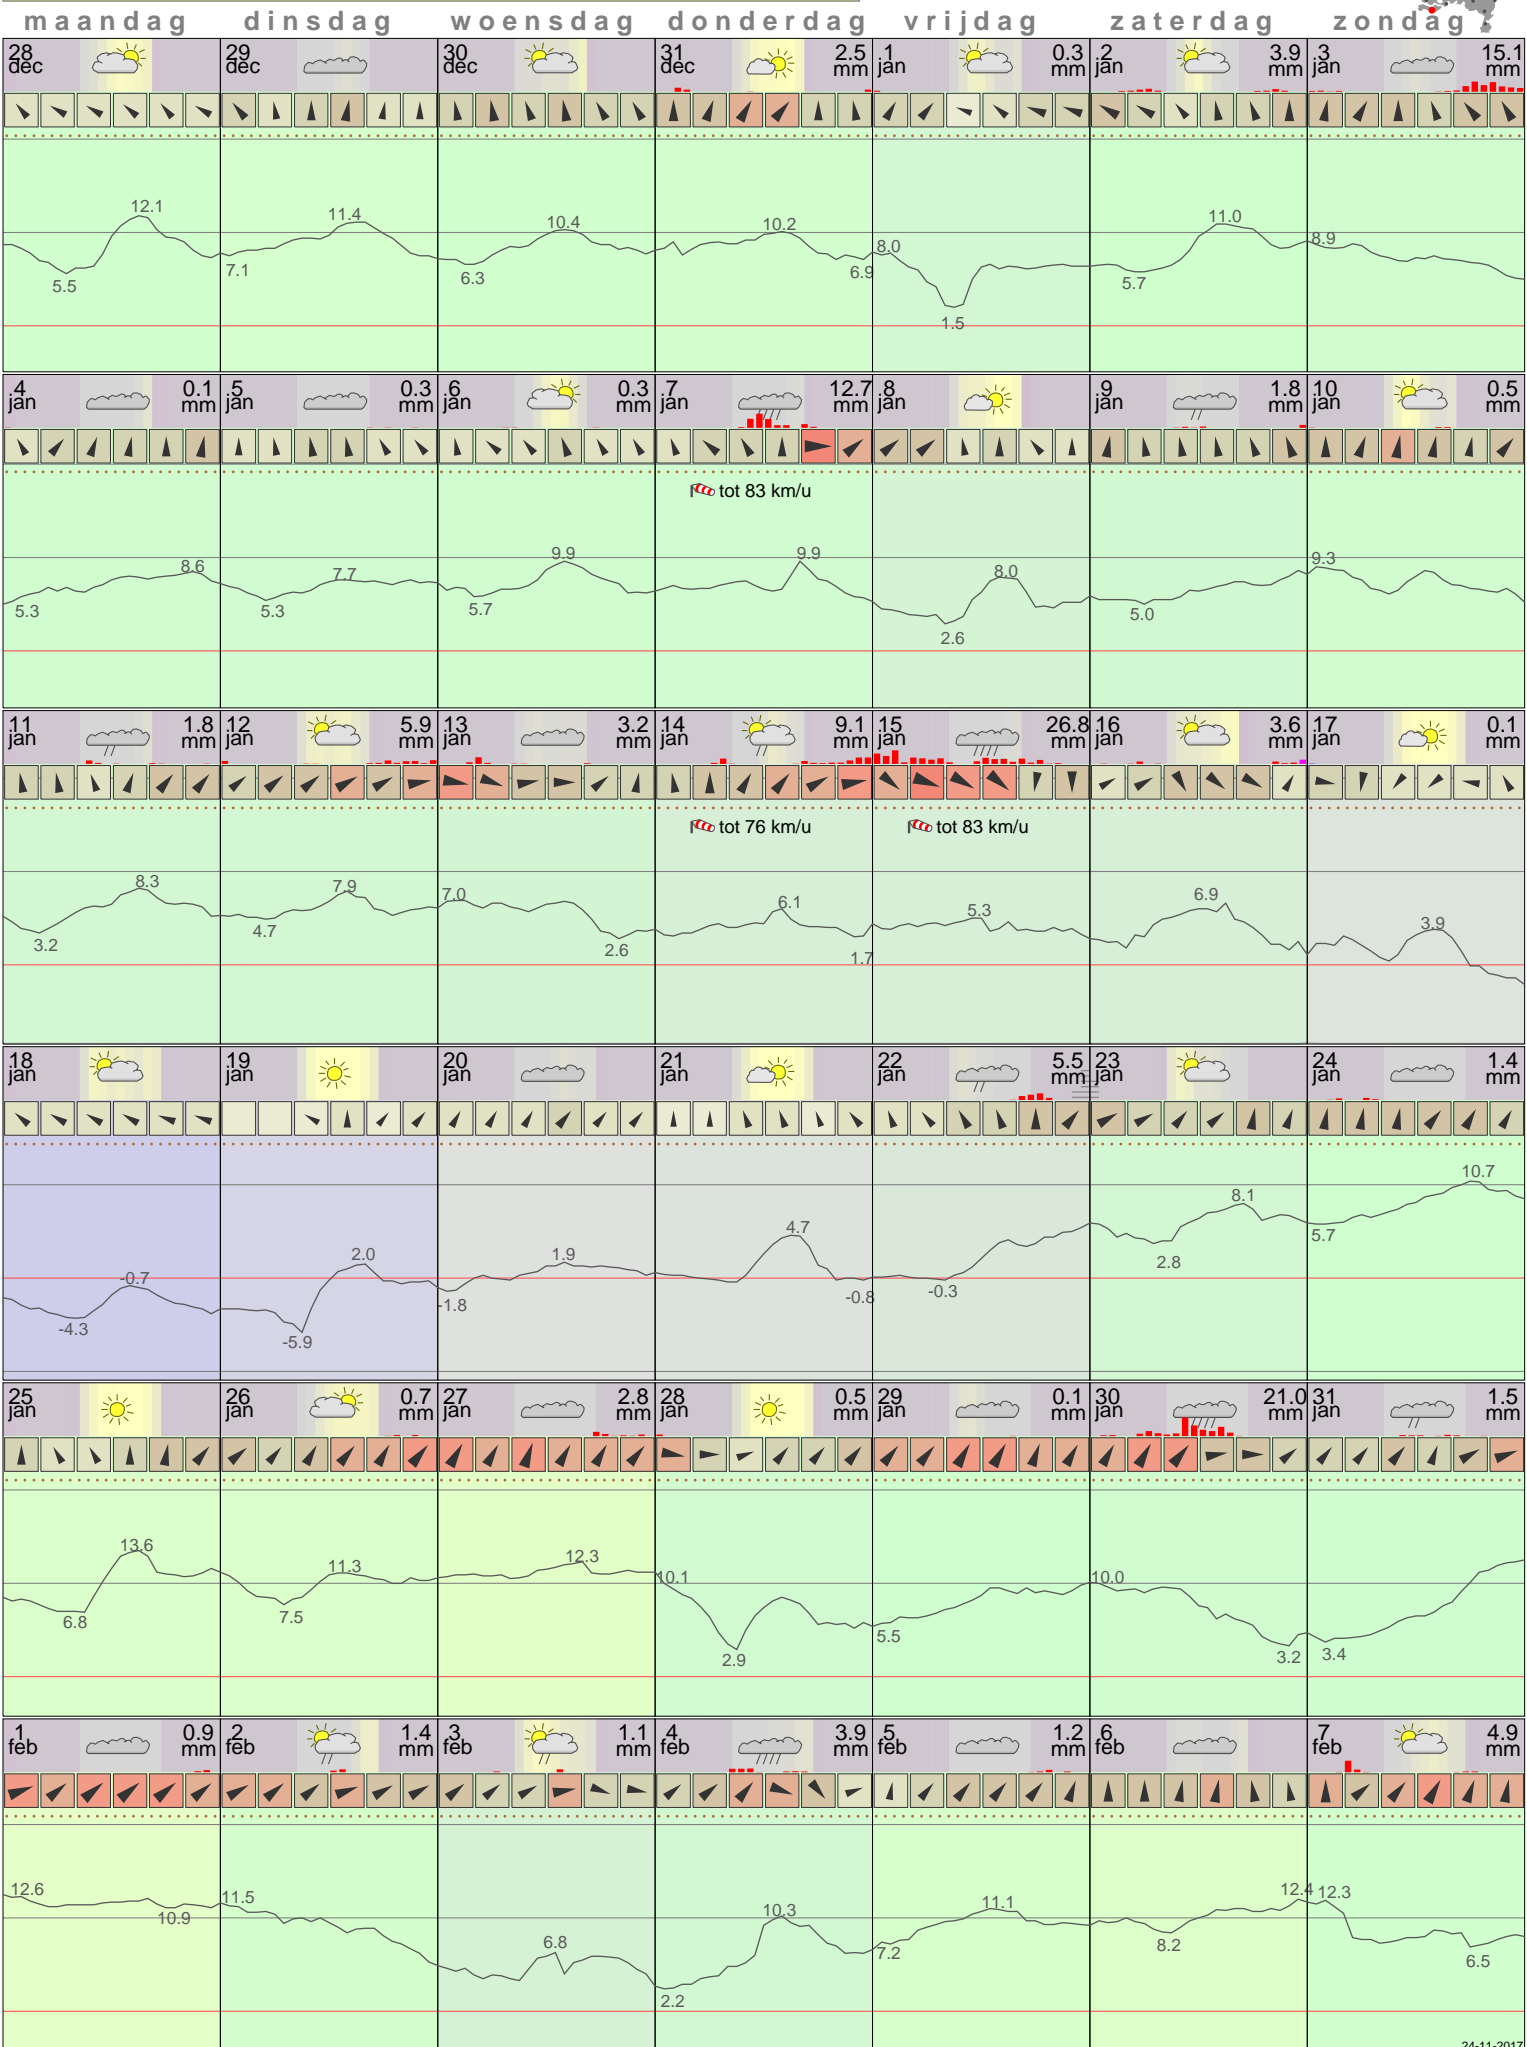 maandag dinsdag woensdag donderdag vrijdag zaterdag zondag
28 29 30 31 2.5 1 0.3 2 3.9 3 15.1
dec dec dec dec mm jan mm jan mm jan mm
12.1 11.4 10.4 10.2 8.0 11.0 8.9
5.5 7.1 6.3 6.9 1.5 5.7
4 0.1 5 0.3 6 0.3 7 12.7 8 9 1.8 10 0.5
jan mm jan mm jan mm jan mm jan jan mm jan mm
tot 83 km/u
8.6 7.7 9.9 9.9 8.0 9.3
5.3 5.3 5.7 2.6 5.0
11 1.8 12 5.9 13 3.2 14 9.1 15 26.8 16 3.6 17 0.1
jan mm jan mm jan mm jan mm jan mm jan mm jan mm
tot 76 km/u tot 83 km/u
8.3 7.9 7.0 6.1 5.3 6.9 3.9
3.2 4.7 2.6 1.7
18 19 20 21 22 5.5 23 24 1.4
jan jan jan jan jan mm jan jan mm
-0.7 2.0 1.9 4.7 8.1 10.7
-4.3 -5.9 -1.8 -0.8 -0.3 2.8 5.7
25 26 0.7 27 2.8 28 0.5 29 0.1 30 21.0 31 1.5
jan jan mm jan mm jan mm jan mm jan mm jan mm
13.6 11.3 12.3 10.1 10.0
6.8 7.5 2.9 5.5 3.2 3.4
1 0.9 2 1.4 3 1.1 4 3.9 5 1.2 6 7 4.9
feb mm feb mm feb mm feb mm feb mm feb feb mm
12.6 11.5 6.8 10.3 11.1 12.4 12.3
10.9 2.2 7.2 8.2 6.5
24-11-2017